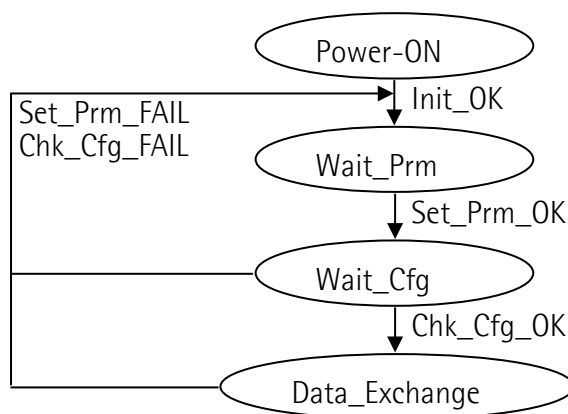 Power-ON
Set_Prm_FAIL
Init_OK
Chk_Cfg_FAIL
Wait_Prm
Set_Prm_OK
Wait_Cfg
Chk_Cfg_OK
Data_Exchange